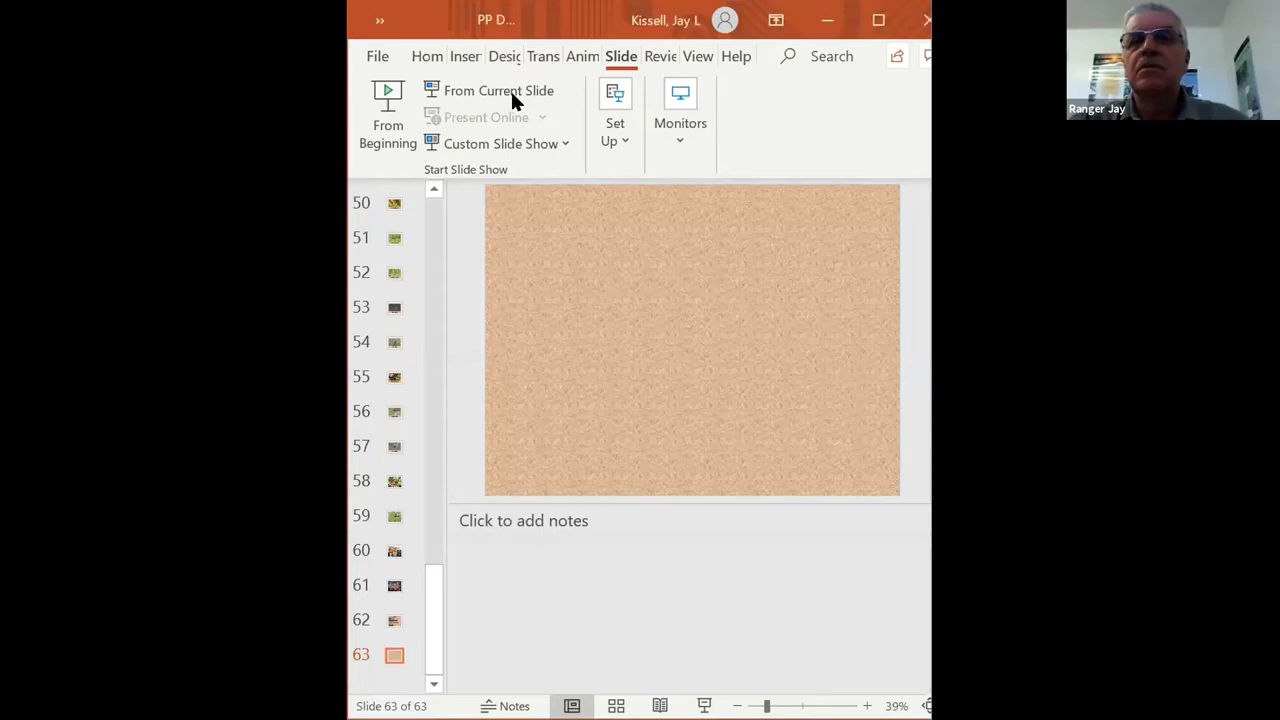 PP D...
Kissell, Jay L
File
Hom
Inser
Desig
Trans
Anim
Slide
Revie
View
Help
Search
From Beginning
From Current Slide
Present Online
Custom Slide Show
Start Slide Show
Set Up
Monitors
50
51
52
53
54
55
56
57
58
59
60
61
62
63
Click to add notes
Slide 63 of 63
Notes
39%
Ranger Jay